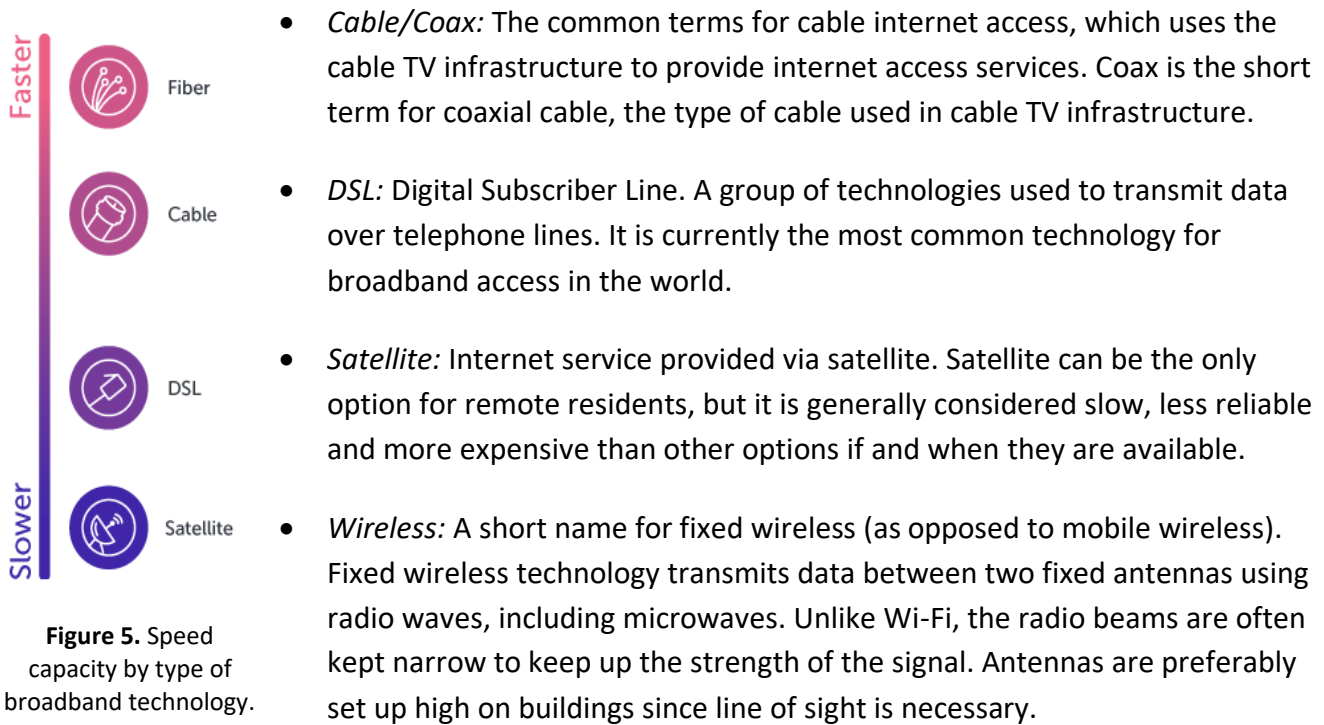 Faster
Fiber
Cable
DSL
Satellite
Slower
Figure 5. Speed
capacity by type of
broadband technology.
• Cable/Coax: The common terms for cable internet access, which uses the
cable TV infrastructure to provide internet access services. Coax is the short
term for coaxial cable, the type of cable used in cable TV infrastructure.
• DSL: Digital Subscriber Line. A group of technologies used to transmit data
over telephone lines. It is currently the most common technology for
broadband access in the world.
• Satellite: Internet service provided via satellite. Satellite can be the only
option for remote residents, but it is generally considered slow, less reliable
and more expensive than other options if and when they are available.
• Wireless: A short name for fixed wireless (as opposed to mobile wireless).
Fixed wireless technology transmits data between two fixed antennas using
radio waves, including microwaves. Unlike Wi-Fi, the radio beams are often
kept narrow to keep up the strength of the signal. Antennas are preferably
set up high on buildings since line of sight is necessary.